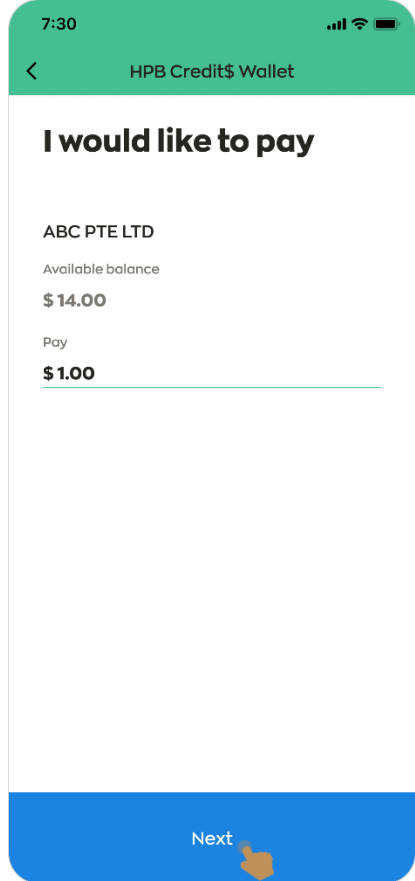 7:30
HPB Credit$ Wallet
I would like to pay
ABC PTE LTD
Available balance
$ 14.00
Pay
$ 1.00
Next